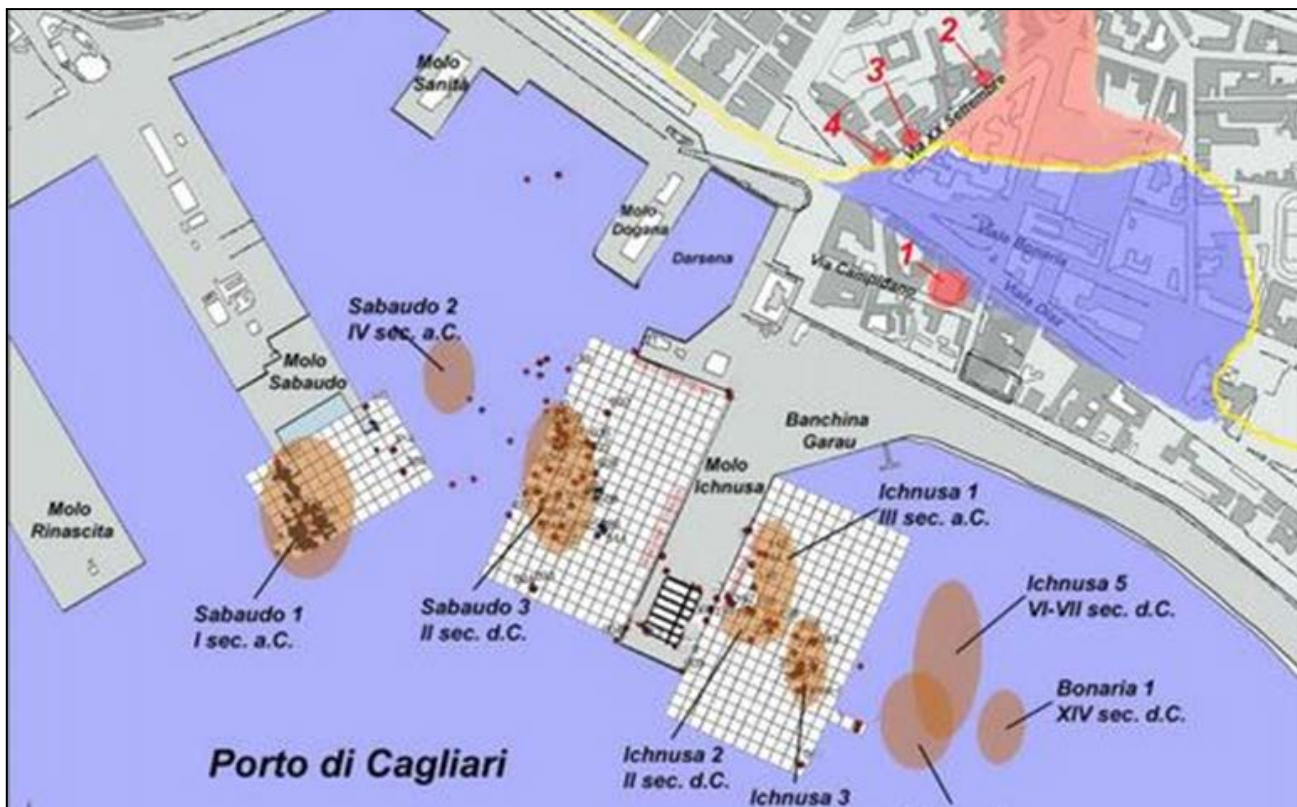 Molo
Sanità
2
3
4
Via XX Settembre
Molo
Dogana
Darsena
1
Via Campidano
Viale Bonaria
Viale Diaz
Sabaudo 2
IV sec. a.C.
Molo
Sabaudo
Banchina
Garau
Molo
Ichnusa
Ichnusa 1
III sec. a.C.
Molo
Rinascita
Sabaudo 1
I sec. a.C.
Sabaudo 3
II sec. d.C.
Ichnusa 5
VI-VII sec. d.C.
Bonaria 1
XIV sec. d.C.
Ichnusa 2
II sec. d.C.
Ichnusa 3
Porto di Cagliari